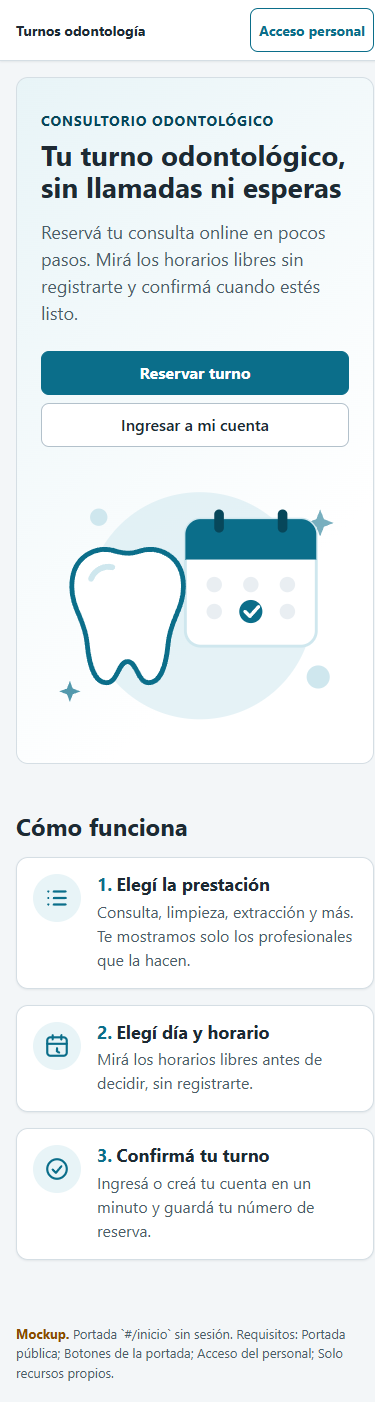 Turnos odontología
Acceso personal
CONSULTORIO ODONTOLÓGICO
Tu turno odontológico,
sin llamadas ni esperas
Reservá tu consulta online en pocos
pasos. Mirá los horarios libres sin
registrarte y confirmá cuando estés
listo.
Reservar turno
Ingresar a mi cuenta
Cómo funciona
1. Elegí la prestación
Consulta, limpieza, extracción y más.
Te mostramos solo los profesionales
que la hacen.
2. Elegí día y horario
Mirá los horarios libres antes de
decidir, sin registrarte.
3. Confirmá tu turno
Ingresá o creá tu cuenta en un
minuto y guardá tu número de
reserva.
Mockup. Portada `#/inicio` sin sesión. Requisitos: Portada
pública; Botones de la portada; Acceso del personal; Solo
recursos propios.